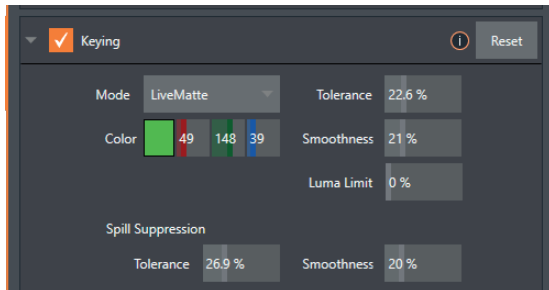 Keying
Reset
Mode LiveMatte Tolerance 22.6 %
Color 49 148 39 Smoothness 21 %
Luma Limit 0 %
Spill Suppression
Tolerance 26.9 % Smoothness 20 %